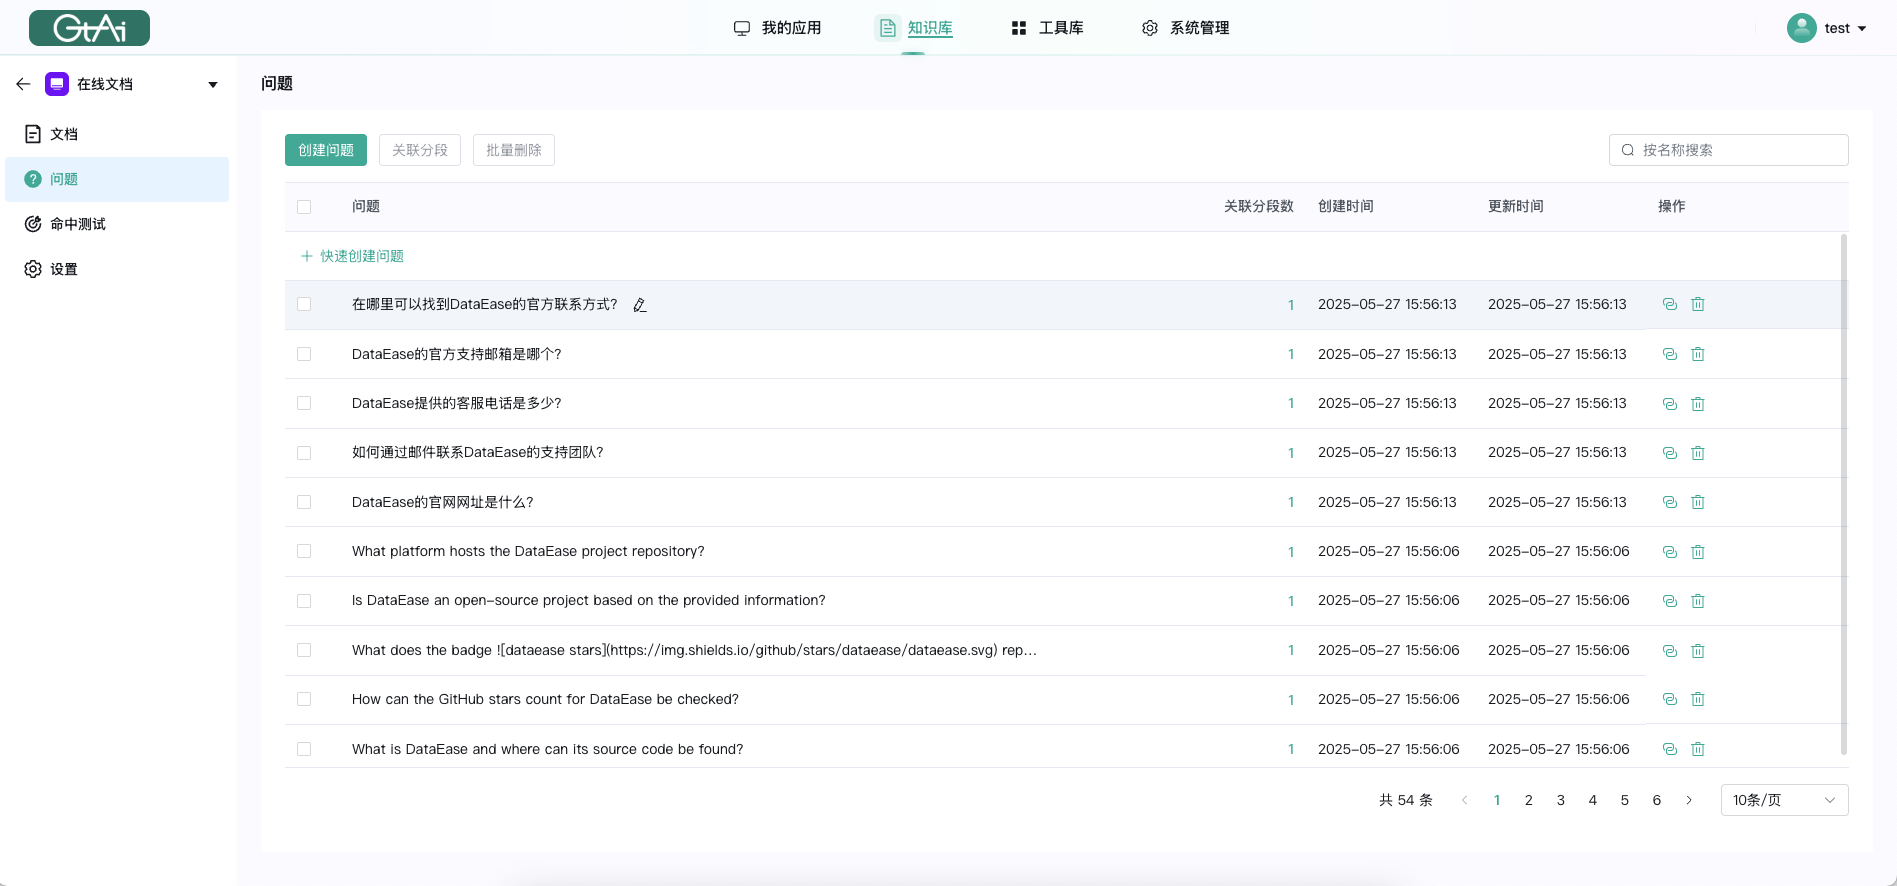 GtAi
我的应用
知识库
工具库
系统管理
test
在线文档
文档
问题
命中测试
设置
问题
创建问题
关联分段
批量删除
按名称搜索
问题 关联分段数 创建时间 更新时间 操作
快速创建问题
在哪里可以找到DataEase的官方联系方式? 1 2025-05-27 15:56:13 2025-05-27 15:56:13
DataEase的官方支持邮箱是哪个? 1 2025-05-27 15:56:13 2025-05-27 15:56:13
DataEase提供的客服电话是多少? 1 2025-05-27 15:56:13 2025-05-27 15:56:13
如何通过邮件联系DataEase的支持团队? 1 2025-05-27 15:56:13 2025-05-27 15:56:13
DataEase的官网网址是什么? 1 2025-05-27 15:56:13 2025-05-27 15:56:13
What platform hosts the DataEase project repository? 1 2025-05-27 15:56:06 2025-05-27 15:56:06
Is DataEase an open-source project based on the provided information? 1 2025-05-27 15:56:06 2025-05-27 15:56:06
What does the badge ![dataease stars](https://img.shields.io/github/stars/dataease/dataease.svg) rep... 1 2025-05-27 15:56:06 2025-05-27 15:56:06
How can the GitHub stars count for DataEase be checked? 1 2025-05-27 15:56:06 2025-05-27 15:56:06
What is DataEase and where can its source code be found? 1 2025-05-27 15:56:06 2025-05-27 15:56:06
共 54 条 1 2 3 4 5 6 10条/页